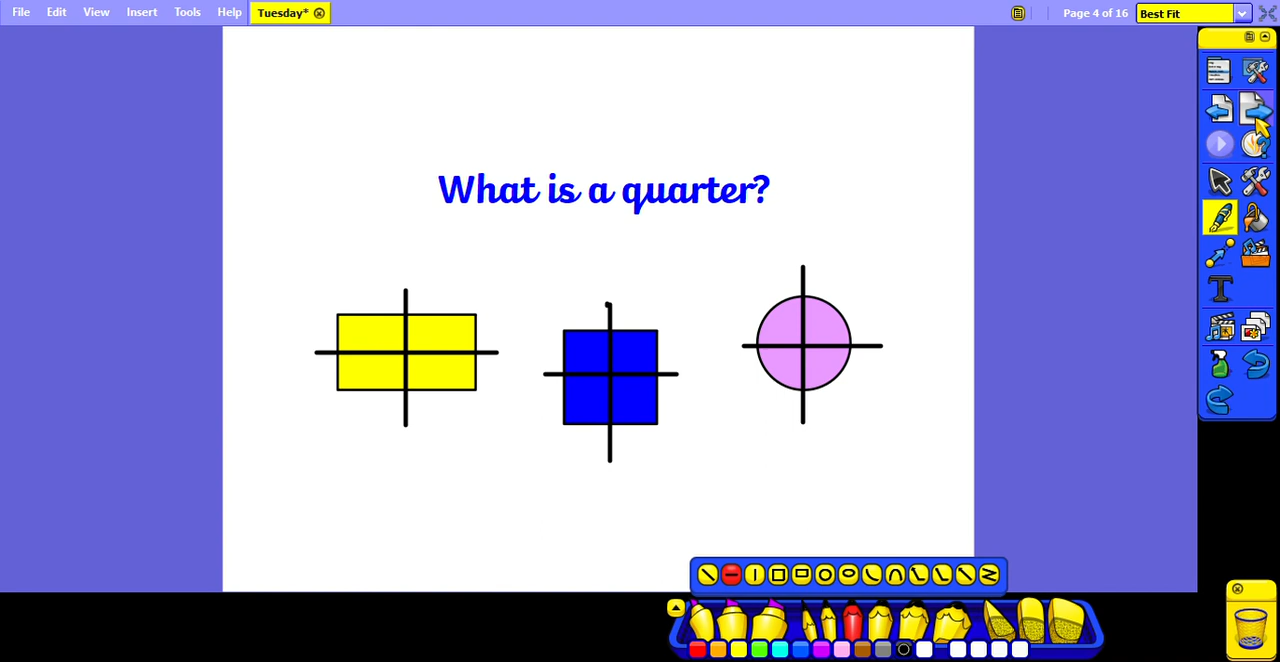 File Edit View Insert Tools Help Tuesday* Page 4 of 16 Best Fit
What is a quarter?